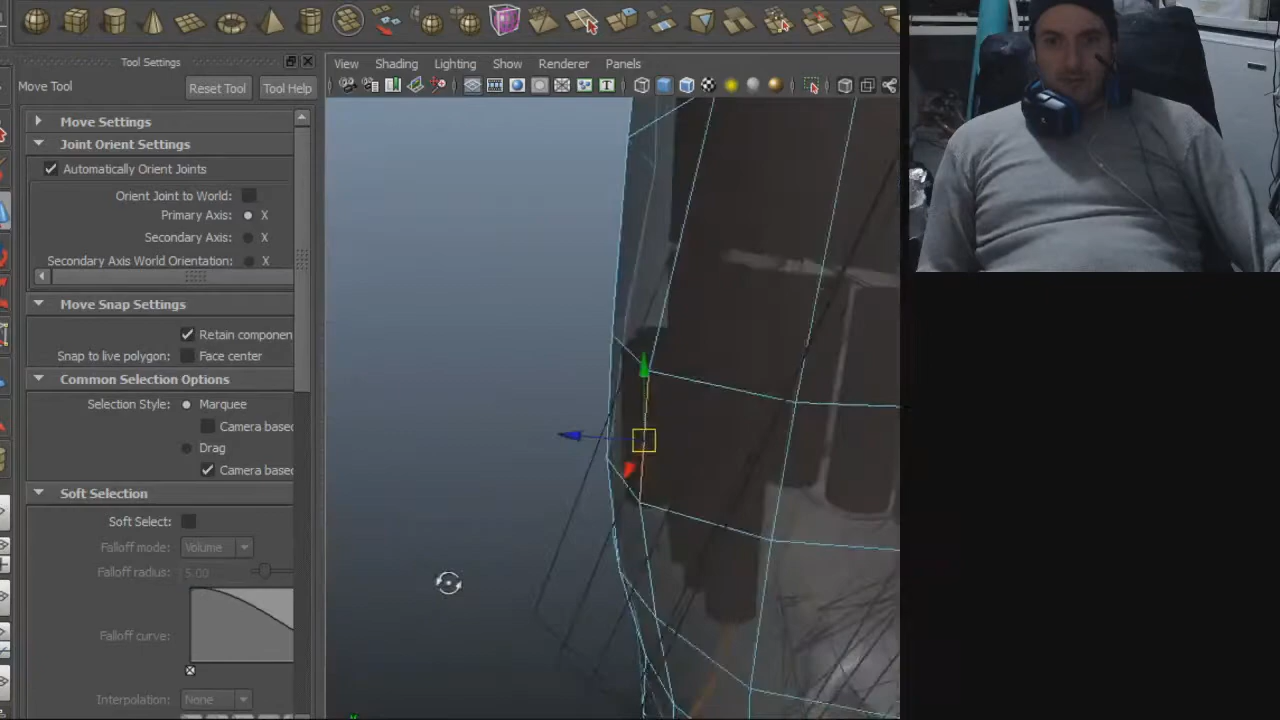 Tool Settings
Move Tool
Reset Tool
Tool Help
Move Settings
Joint Orient Settings
Automatically Orient Joints
Orient Joint to World:
Primary Axis: X
Secondary Axis: X
Secondary Axis World Orientation: X
Move Snap Settings
Retain componen
Snap to live polygon: Face center
Common Selection Options
Selection Style: Marquee
Camera based
Drag
Camera based
Soft Selection
Soft Select:
Falloff mode: Volume
Falloff radius: 5.00
Falloff curve:
Interpolation: None
View Shading Lighting Show Renderer Panels